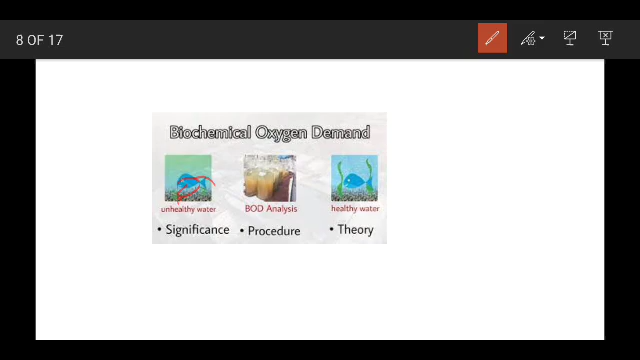 8 OF 17
Biochemical Oxygen Demand
unhealthy water BOD Analysis healthy water
• Significance • Procedure • Theory